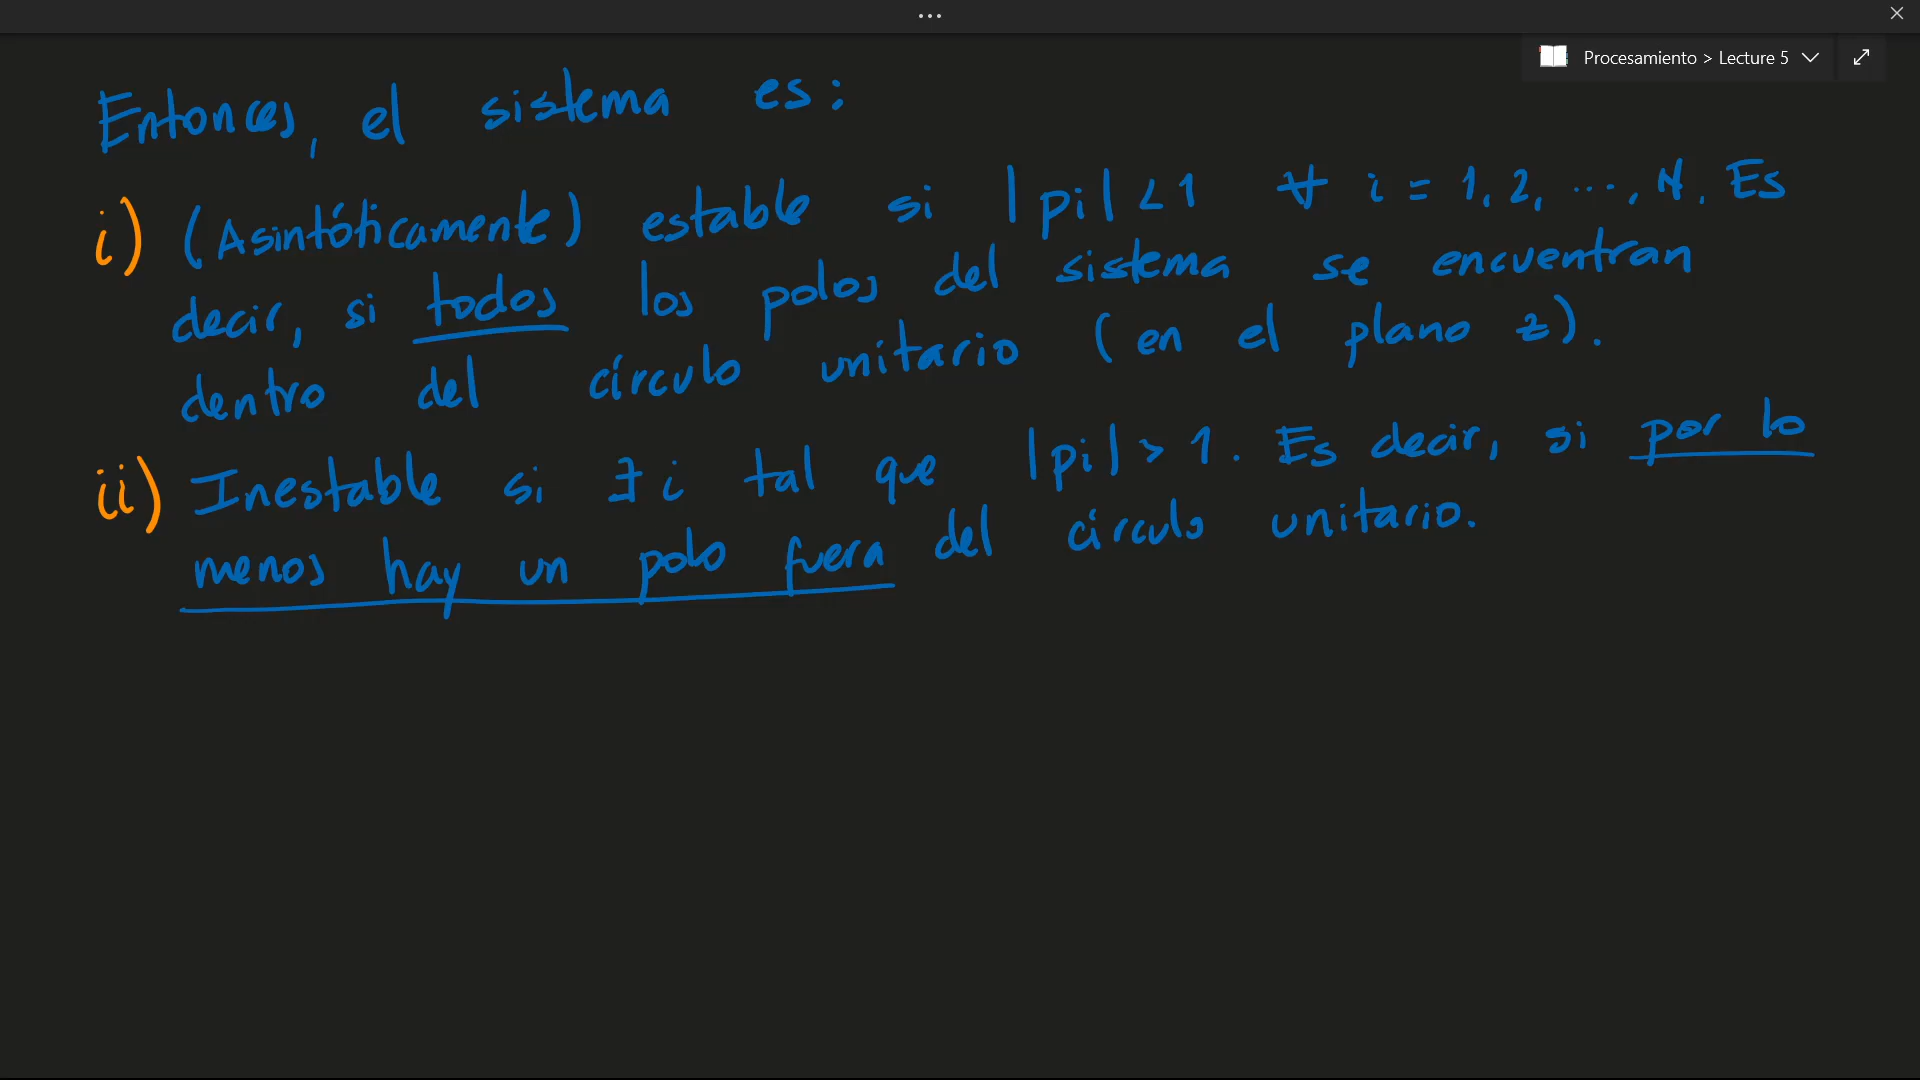 Procesamiento > Lecture 5
Entonces, el sistema es:
i) (Asintóticamente) estable si |pi| < 1 ∀ i = 1, 2, ..., N. Es
decir, si todos los polos del sistema se encuentran
dentro del círculo unitario (en el plano z).
ii) Inestable si ∃ i tal que |pi| > 1. Es decir, si por lo
menos hay un polo fuera del círculo unitario.